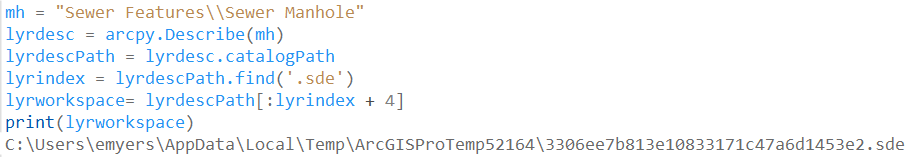 mh = "Sewer Features\\Sewer Manhole"
lyrdesc = arcpy.Describe(mh)
lyrdescPath = lyrdesc.catalogPath
lyrindex = lyrdescPath.find('.sde')
lyrworkspace= lyrdescPath[:lyrindex + 4]
print(lyrworkspace)
C:\Users\emyers\AppData\Local\Temp\ArcGISProTemp52164\3306ee7b813e10833171c47a6d1453e2.sde